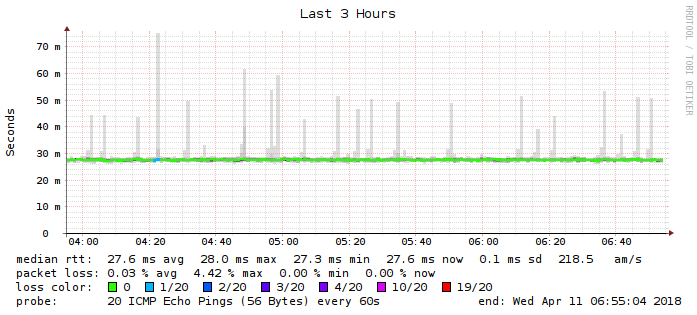 Last 3 Hours
RRDTOOL / TOBI OETIKER
Seconds
70 m
60 m
50 m
40 m
30 m
20 m
10 m
0
04:00 04:20 04:40 05:00 05:20 05:40 06:00 06:20 06:40
median rtt: 27.6 ms avg 28.0 ms max 27.3 ms min 27.6 ms now 0.1 ms sd 218.5 am/s
packet loss: 0.03 % avg 4.42 % max 0.00 % min 0.00 % now
loss color: 0 1/20 2/20 3/20 4/20 10/20 19/20
probe: 20 ICMP Echo Pings (56 Bytes) every 60s end: Wed Apr 11 06:55:04 2018